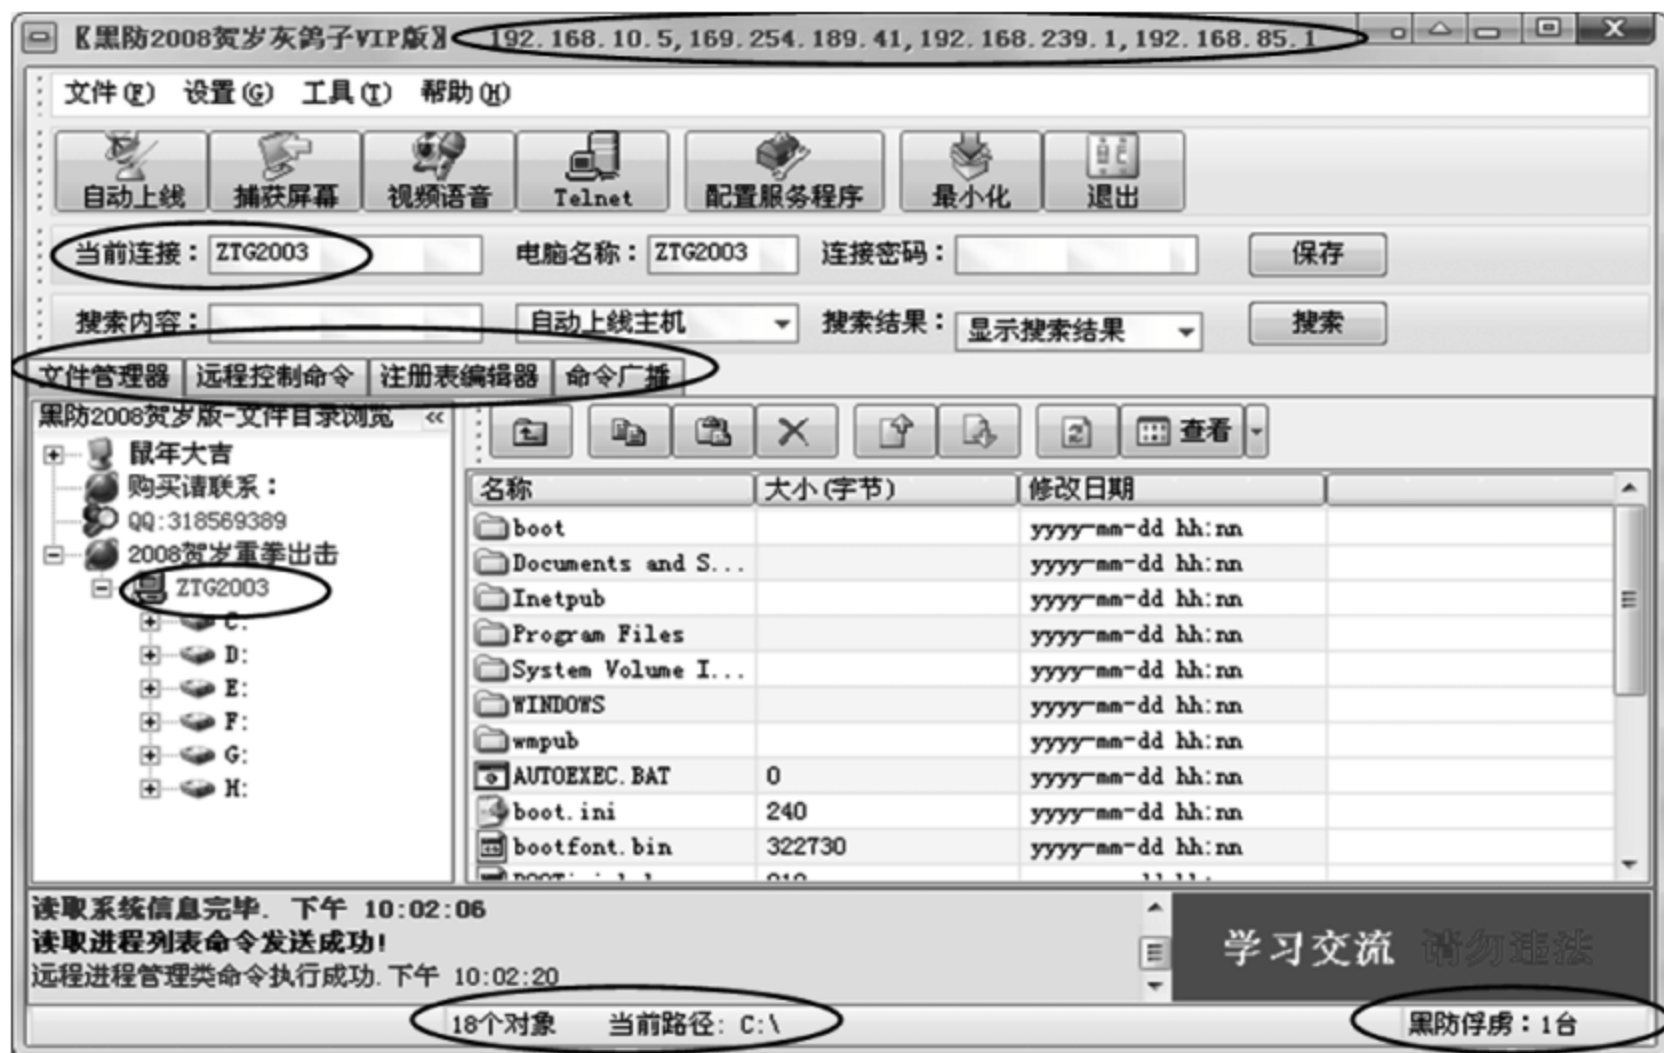 〖黑防2008贺岁灰鸽子VIP版〗 192.168.10.5,169.254.189.41,192.168.239.1,192.168.85.1
文件(F) 设置(G) 工具(T) 帮助(H)
自动上线 捕获屏幕 视频语音 Telnet 配置服务程序 最小化 退出
当前连接: ZTG2003 电脑名称: ZTG2003 连接密码: 保存
搜索内容: 自动上线主机 搜索结果: 显示搜索结果 搜索
文件管理器 远程控制命令 注册表编辑器 命令广播
黑防2008贺岁版-文件目录浏览 «
鼠年大吉
购买请联系:
QQ:318569389
2008贺岁重拳出击
ZTG2003
C:
D:
E:
F:
G:
H:
查看
名称 大小(字节) 修改日期
boot yyyy-mm-dd hh:nn
Documents and S... yyyy-mm-dd hh:nn
Inetpub yyyy-mm-dd hh:nn
Program Files yyyy-mm-dd hh:nn
System Volume I... yyyy-mm-dd hh:nn
WINDOWS yyyy-mm-dd hh:nn
wmpub yyyy-mm-dd hh:nn
AUTOEXEC.BAT 0 yyyy-mm-dd hh:nn
boot.ini 240 yyyy-mm-dd hh:nn
bootfont.bin 322730 yyyy-mm-dd hh:nn
读取系统信息完毕. 下午 10:02:06
读取进程列表命令发送成功!
远程进程管理类命令执行成功.下午 10:02:20
学习交流 请勿违法
18个对象 当前路径: C:\
黑防俘虏:1台